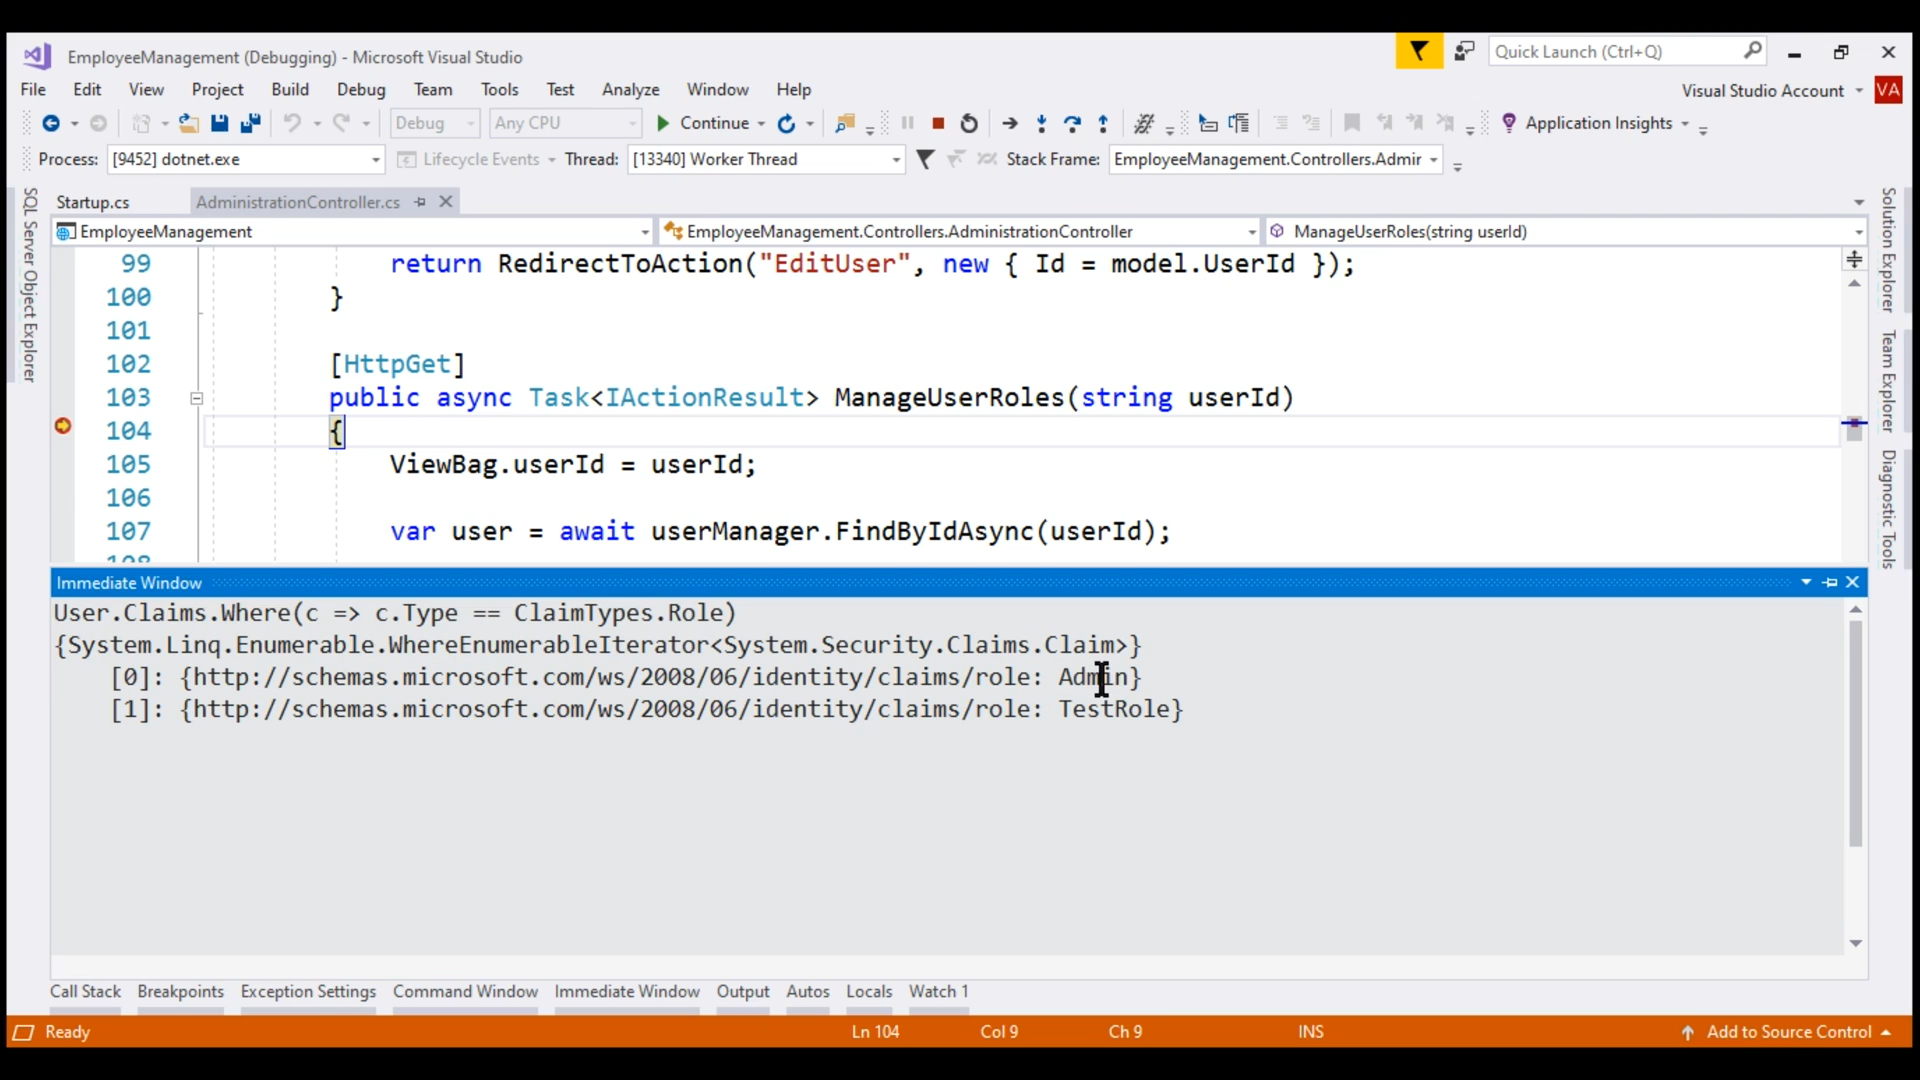 EmployeeManagement (Debugging) - Microsoft Visual Studio
Quick Launch (Ctrl+Q)
File Edit View Project Build Debug Team Tools Test Analyze Window Help
Visual Studio Account VA
Debug Any CPU Continue Application Insights
Process: [9452] dotnet.exe Lifecycle Events Thread: [13340] Worker Thread Stack Frame: EmployeeManagement.Controllers.Admir
SQL Server Object Explorer
Startup.cs AdministrationController.cs
EmployeeManagement EmployeeManagement.Controllers.AdministrationController ManageUserRoles(string userId)
99 return RedirectToAction("EditUser", new { Id = model.UserId });
100 }
101
102 [HttpGet]
103 public async Task<IActionResult> ManageUserRoles(string userId)
104 {
105 ViewBag.userId = userId;
106
107 var user = await userManager.FindByIdAsync(userId);
108
Solution Explorer
Team Explorer
Diagnostic Tools
Immediate Window
User.Claims.Where(c => c.Type == ClaimTypes.Role)
{System.Linq.Enumerable.WhereEnumerableIterator<System.Security.Claims.Claim>}
[0]: {http://schemas.microsoft.com/ws/2008/06/identity/claims/role: Admin}
[1]: {http://schemas.microsoft.com/ws/2008/06/identity/claims/role: TestRole}
Call Stack Breakpoints Exception Settings Command Window Immediate Window Output Autos Locals Watch 1
Ready Ln 104 Col 9 Ch 9 INS Add to Source Control